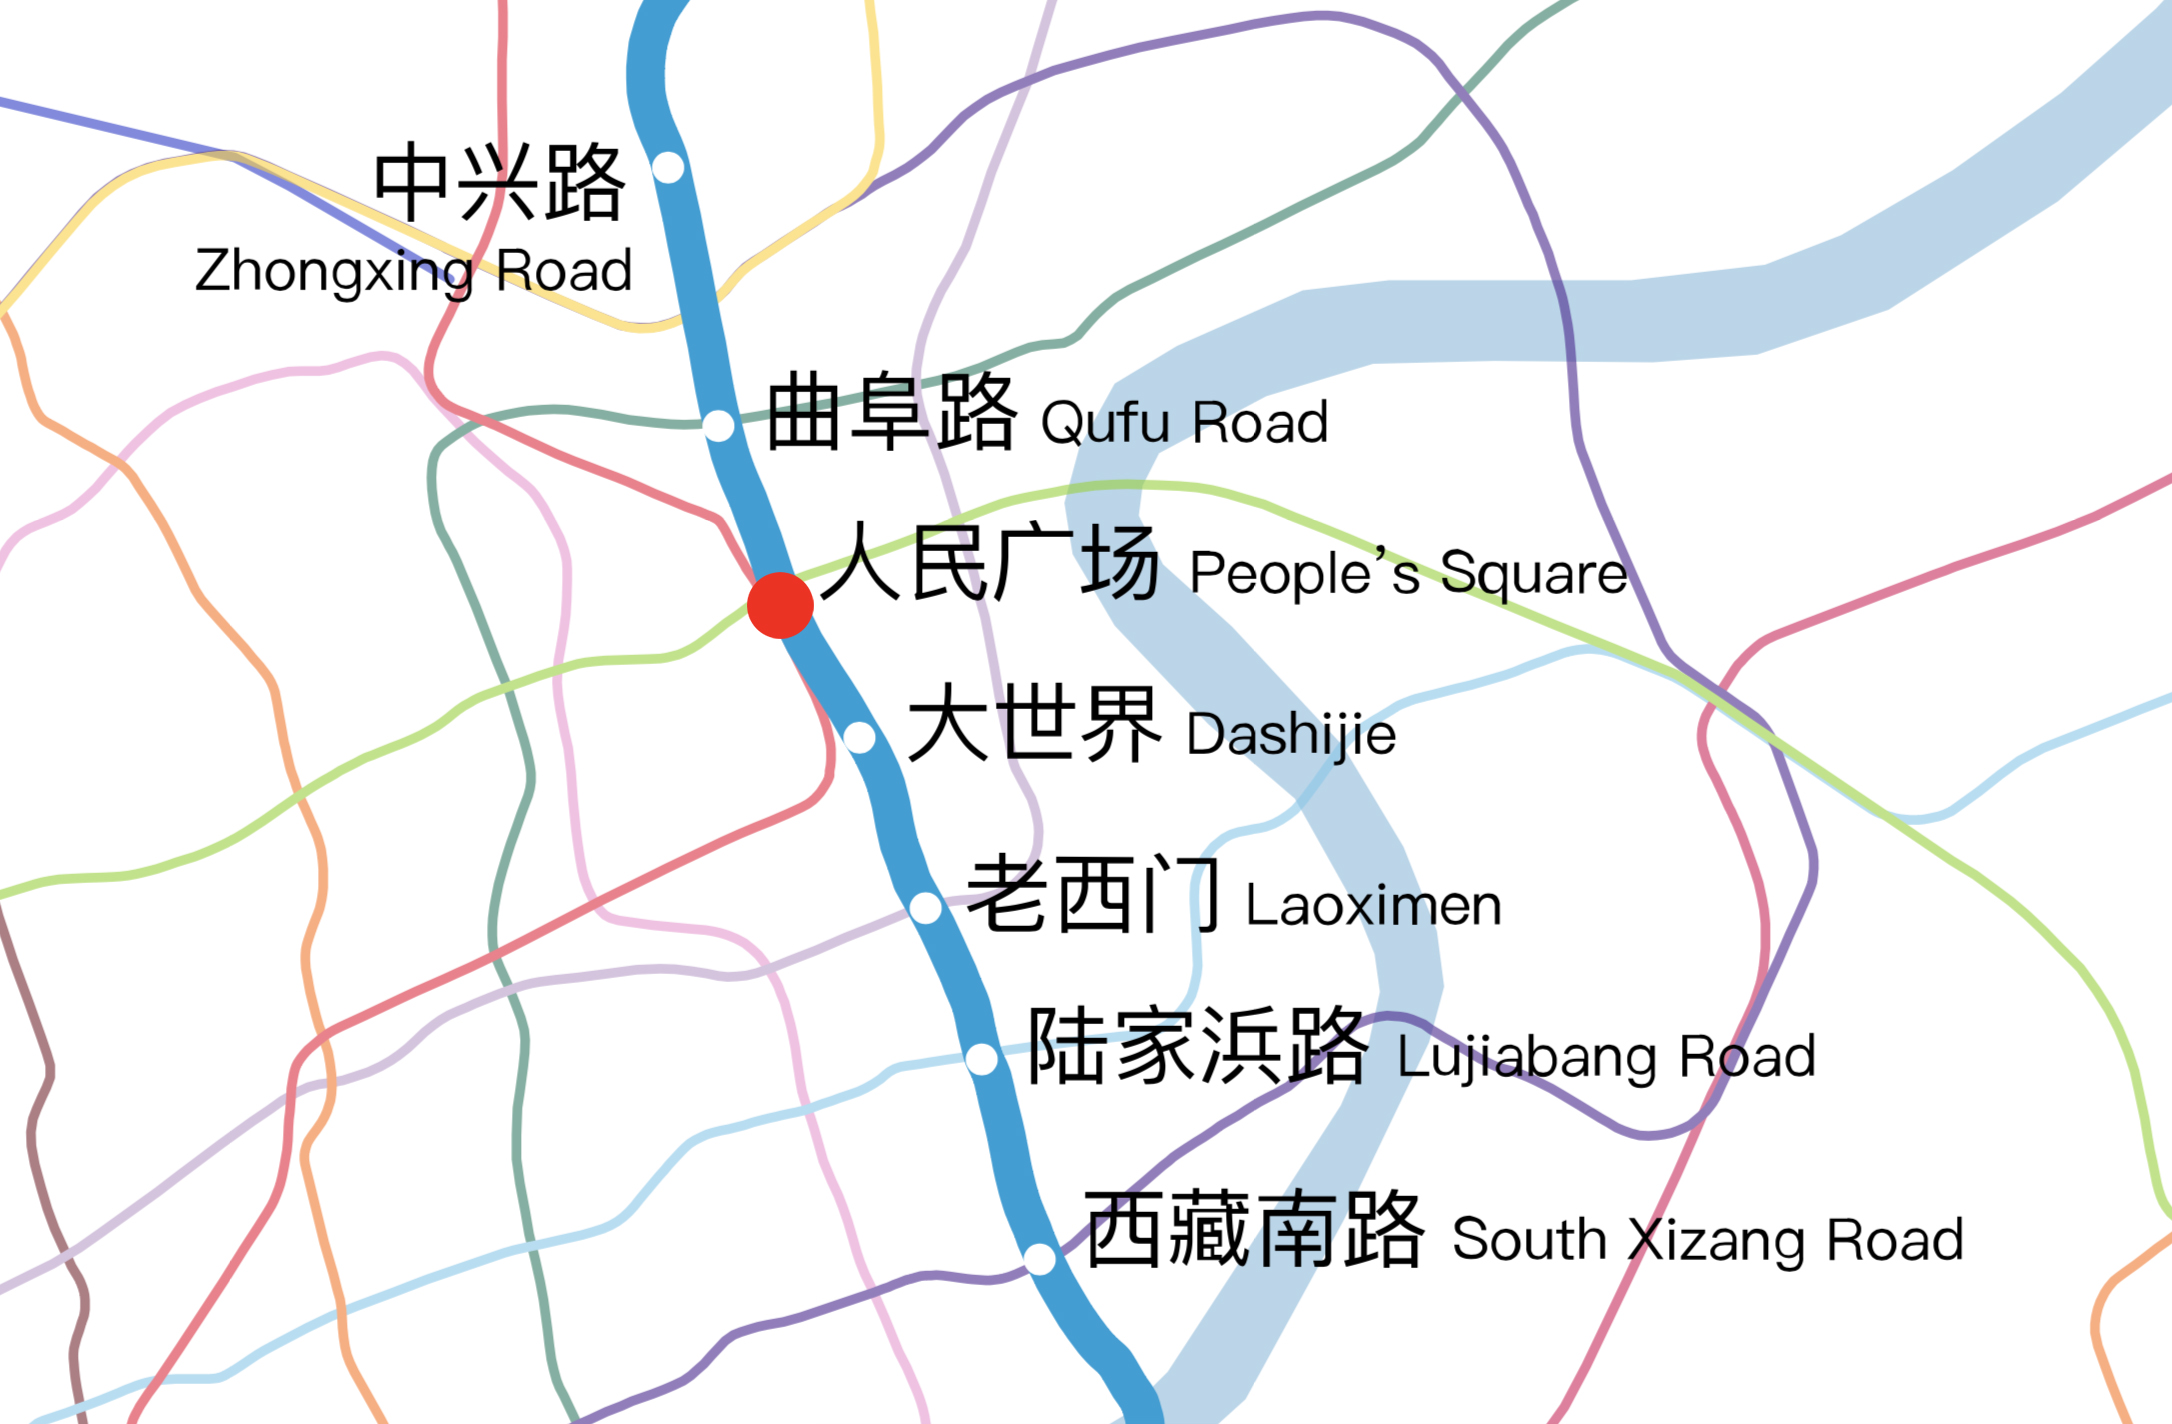 中兴路
Zhongxing Road
曲阜路 Qufu Road
人民广场 People’s Square
大世界 Dashijie
老西门 Laoximen
陆家浜路 Lujiabang Road
西藏南路 South Xizang Road